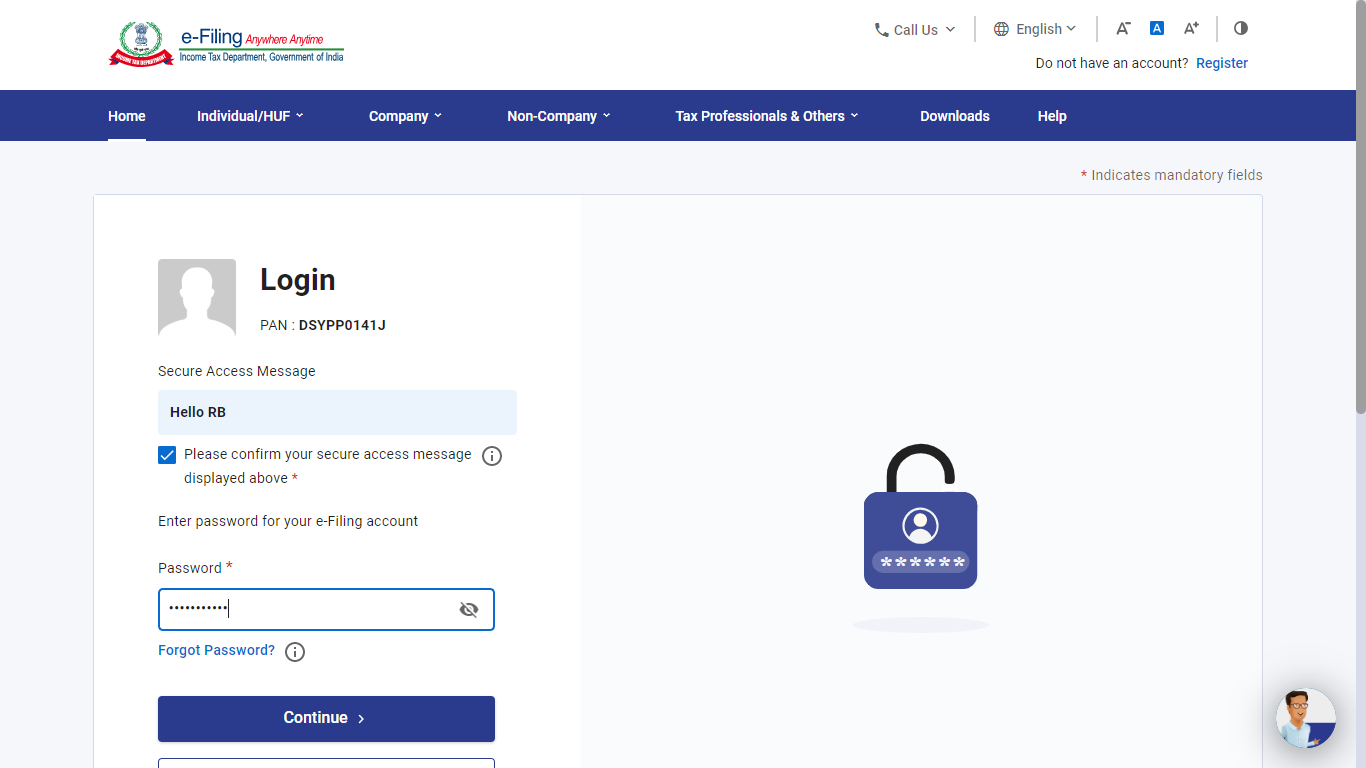 e-Filing Anywhere Anytime
Income Tax Department, Government of India
INCOME TAX DEPARTMENT
Call Us
English
A-
A
A+
Do not have an account? Register
Home
Individual/HUF
Company
Non-Company
Tax Professionals & Others
Downloads
Help
* Indicates mandatory fields
Login
PAN : DSYPP0141J
Secure Access Message
Hello RB
Please confirm your secure access message
displayed above *
Enter password for your e-Filing account
Password *
•••••••••••
Forgot Password?
Continue
******